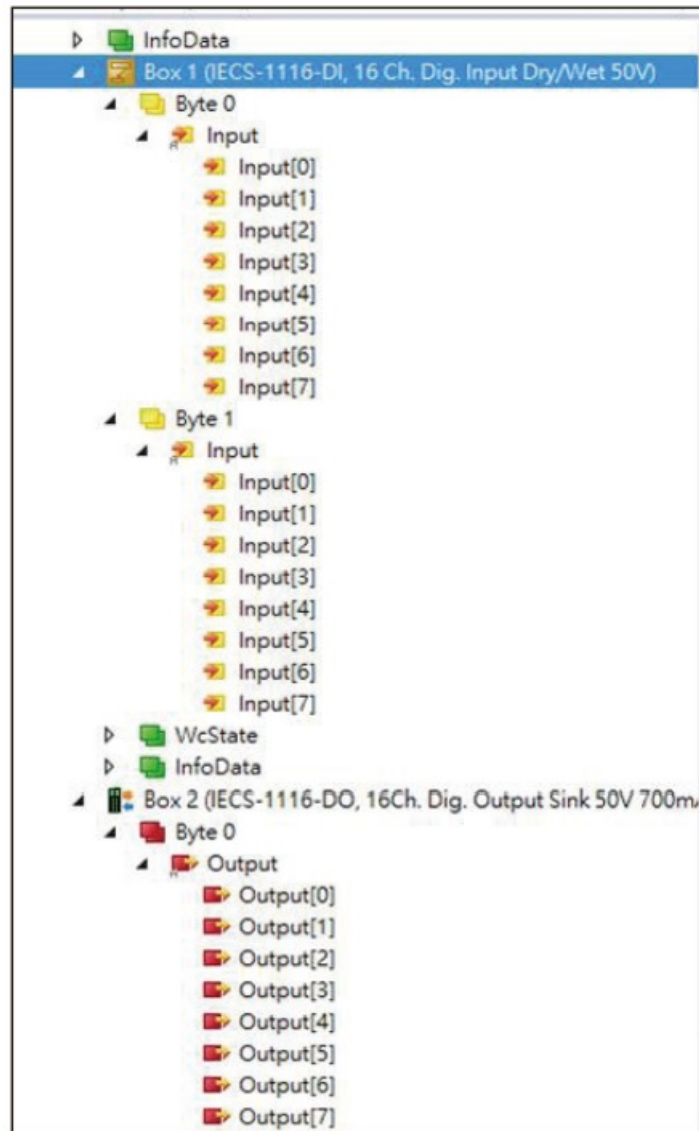 InfoData
Box 1 (IECS-1116-DI, 16 Ch. Dig. Input Dry/Wet 50V)
Byte 0
Input
Input[0]
Input[1]
Input[2]
Input[3]
Input[4]
Input[5]
Input[6]
Input[7]
Byte 1
Input
Input[0]
Input[1]
Input[2]
Input[3]
Input[4]
Input[5]
Input[6]
Input[7]
WcState
InfoData
Box 2 (IECS-1116-DO, 16Ch. Dig. Output Sink 50V 700m
Byte 0
Output
Output[0]
Output[1]
Output[2]
Output[3]
Output[4]
Output[5]
Output[6]
Output[7]